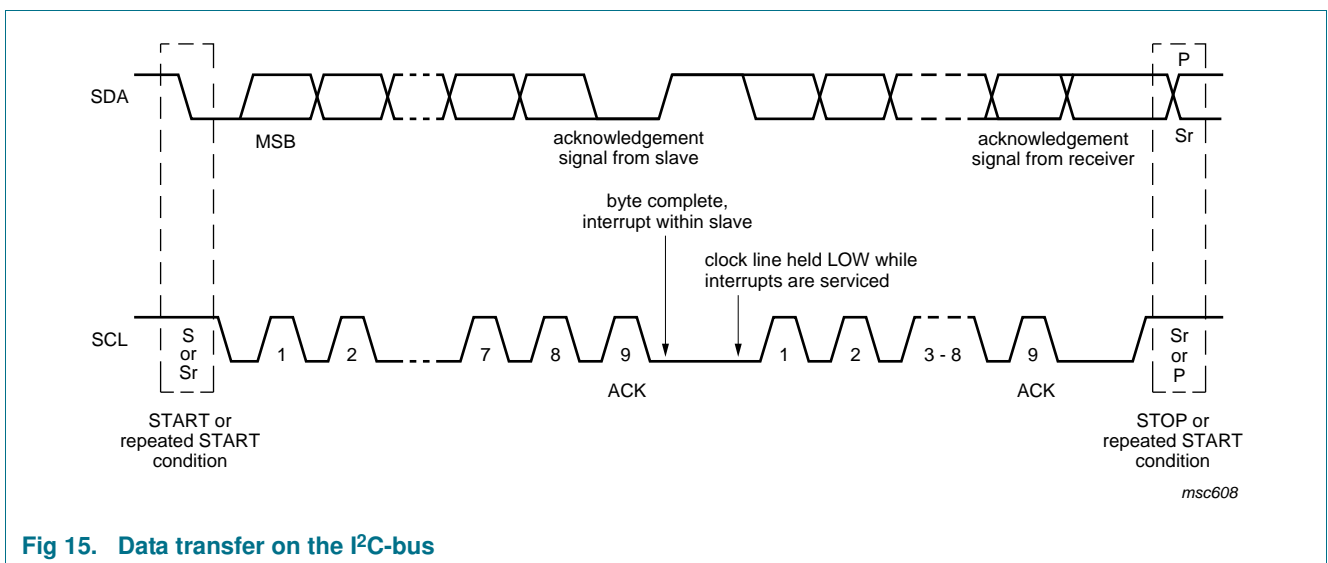 P
SDA
MSB
acknowledgement
signal from slave
acknowledgement
signal from receiver
Sr
byte complete,
interrupt within slave
clock line held LOW while
interrupts are serviced
SCL
S
or
Sr
1
2
7
8
9
1
2
3 - 8
9
Sr
or
P
ACK
ACK
START or
repeated START
condition
STOP or
repeated START
condition
msc608
Fig 15. Data transfer on the I²C-bus